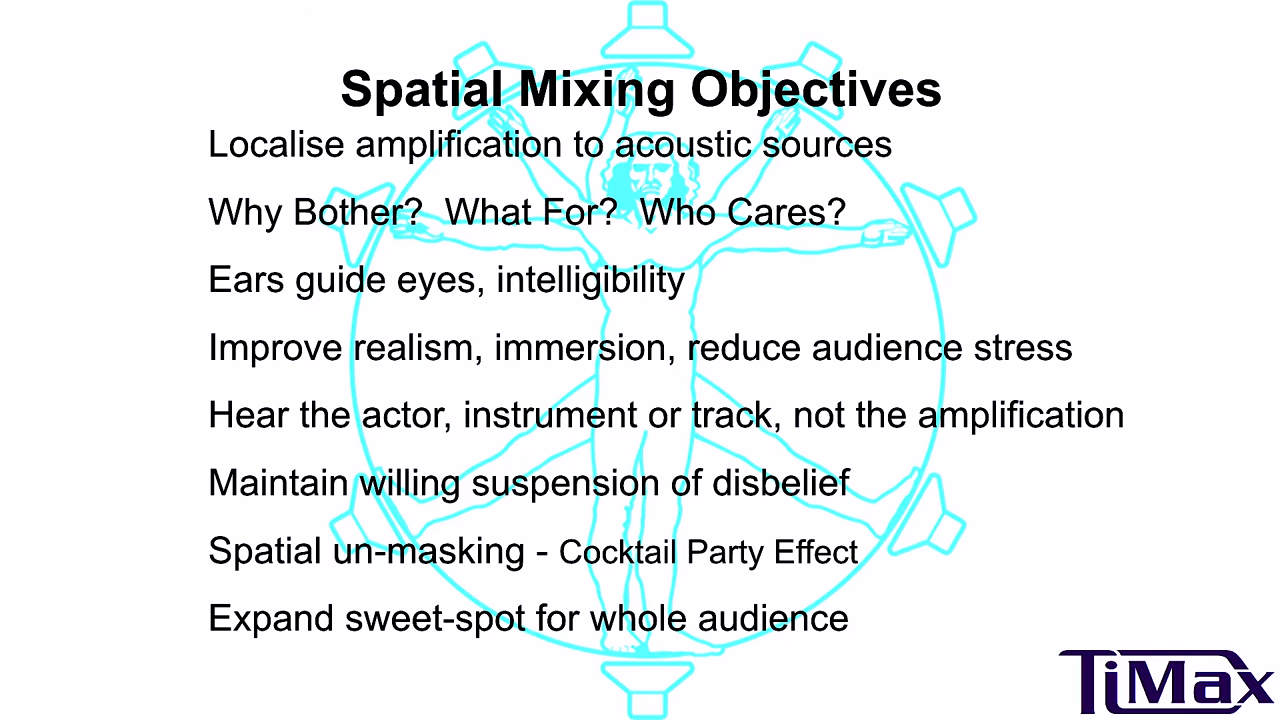 Spatial Mixing Objectives
Localise amplification to acoustic sources
Why Bother?  What For?  Who Cares?
Ears guide eyes, intelligibility
Improve realism, immersion, reduce audience stress
Hear the actor, instrument or track, not the amplification
Maintain willing suspension of disbelief
Spatial un-masking - Cocktail Party Effect
Expand sweet-spot for whole audience
TiMax